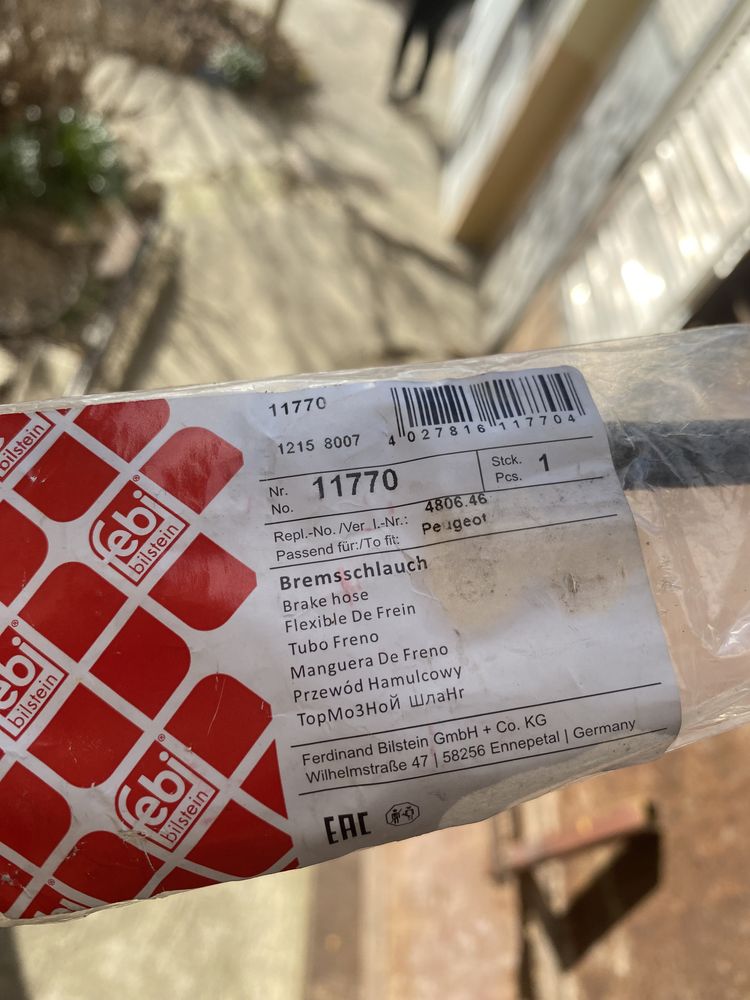 11770
1215 8007
4 027816 117704
Nr.
No.
11770
Stck.
Pcs.
1
Repl.-No./Ver
.I.-Nr.:
4806.46
Passend für:/To fit:
Peugeot
Bremsschlauch
Brake hose
Flexible De Frein
Tubo Freno
Manguera De Freno
Przewód Hamulcowy
ТорМоЗНоЙ ШлаНг
Ferdinand Bilstein GmbH + Co. KG
Wilhelmstraße 47 | 58256 Ennepetal | Germany
EAC
bilstein
febi
bilstein
ebi
bilstein
febi
bilstein